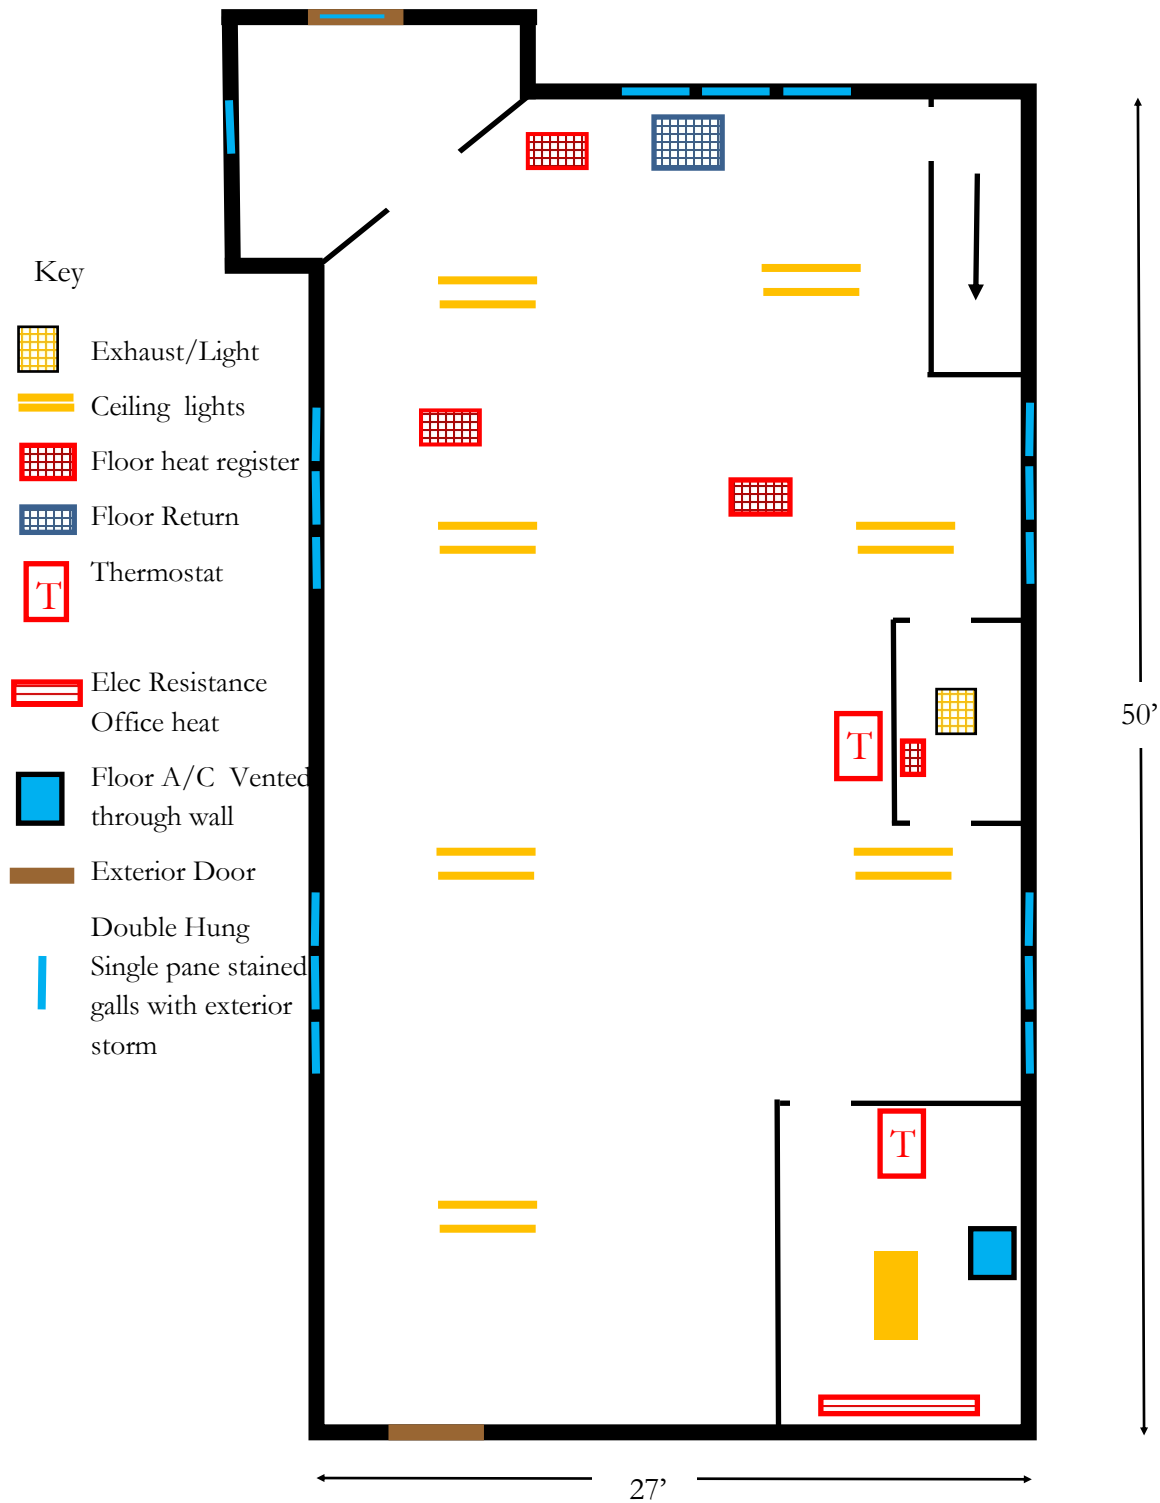 Key
Exhaust/Light
Ceiling lights
Floor heat register
Floor Return
Thermostat
T
Elec Resistance
Office heat
Floor A/C Vented
through wall
Exterior Door
Double Hung
Single pane stained
galls with exterior
storm
T
T
50’
27’